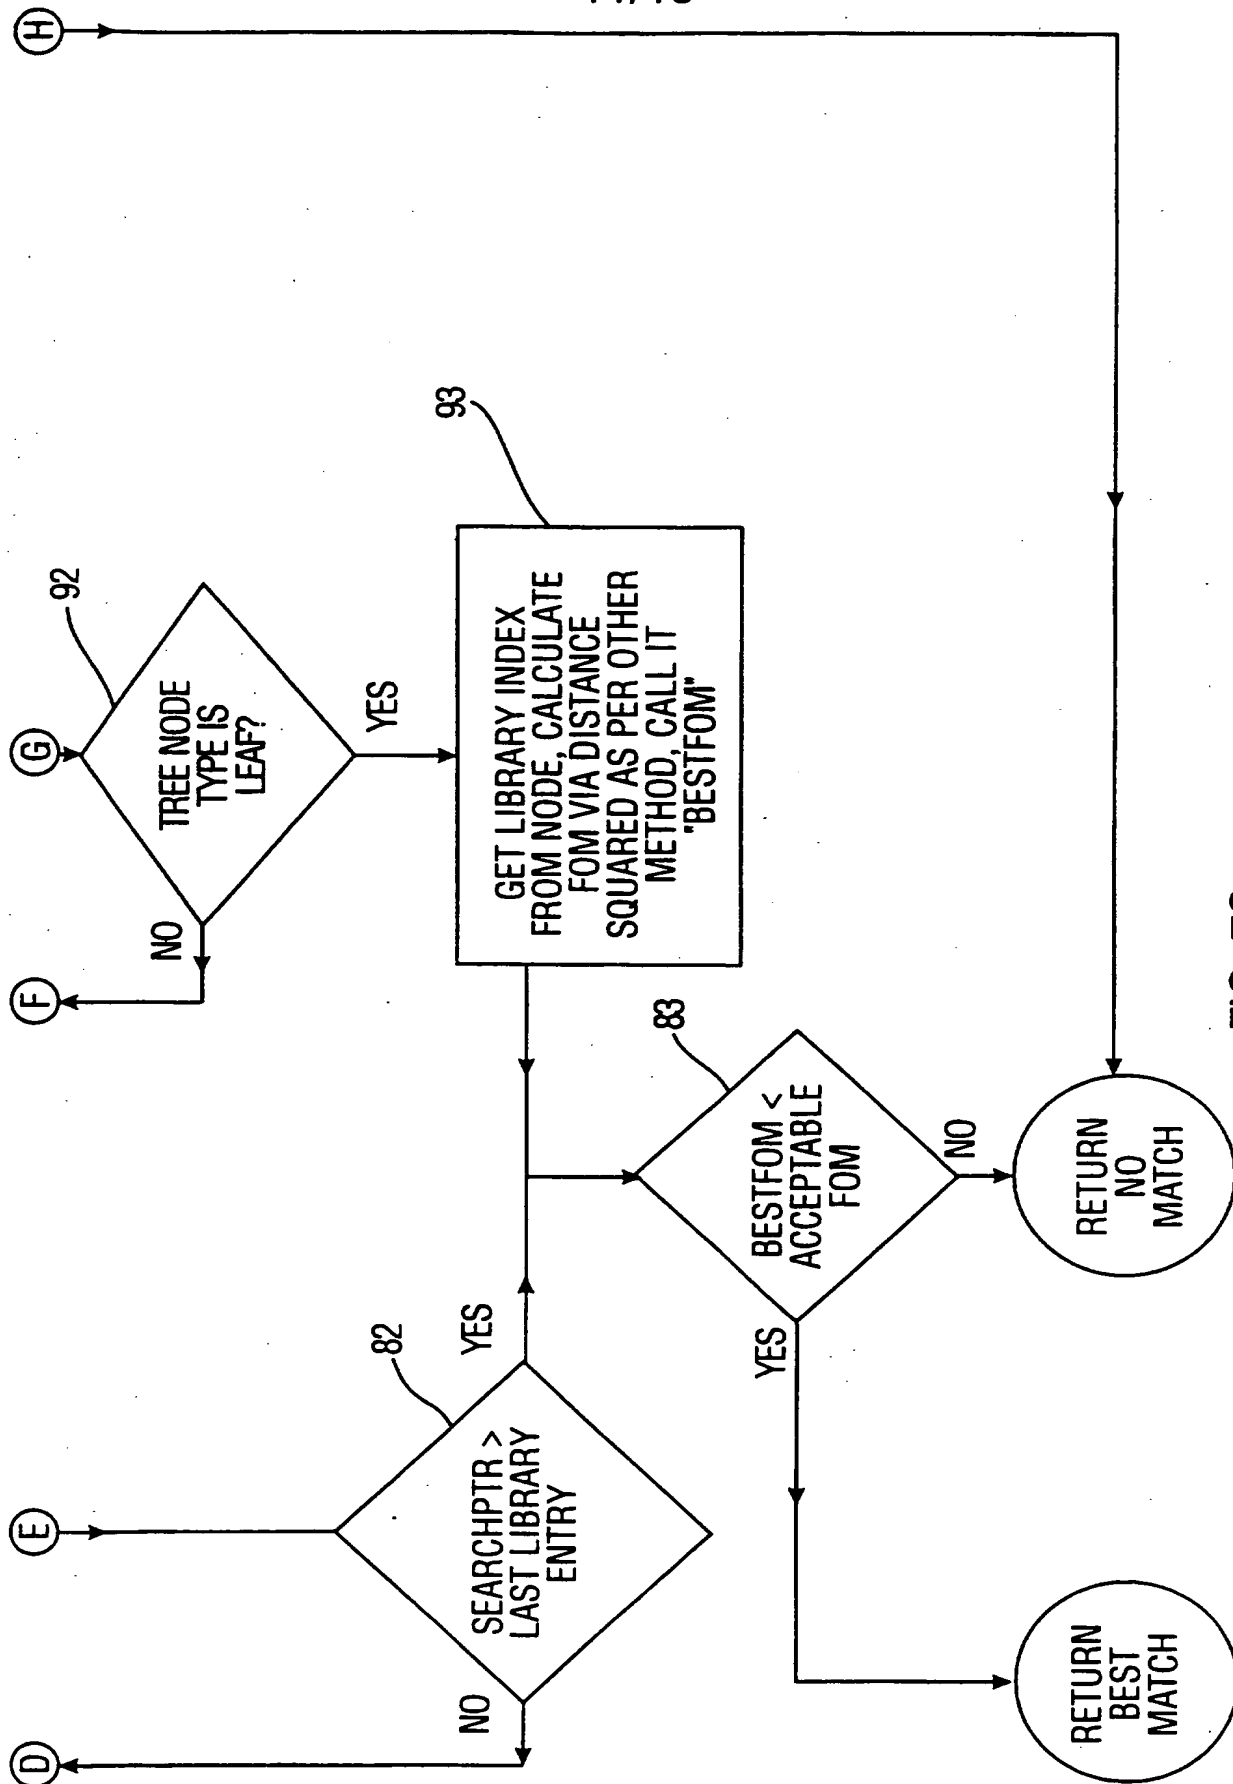 D
E
F
G
H
NO
SEARCHPTR >
LAST LIBRARY
ENTRY
82
YES
NO
TREE NODE
TYPE IS
LEAF?
92
YES
GET LIBRARY INDEX
FROM NODE, CALCULATE
FOM VIA DISTANCE
SQUARED AS PER OTHER
METHOD, CALL IT
"BESTFOM"
93
YES
BESTFOM <
ACCEPTABLE
FOM
83
NO
RETURN
BEST
MATCH
RETURN
NO
MATCH